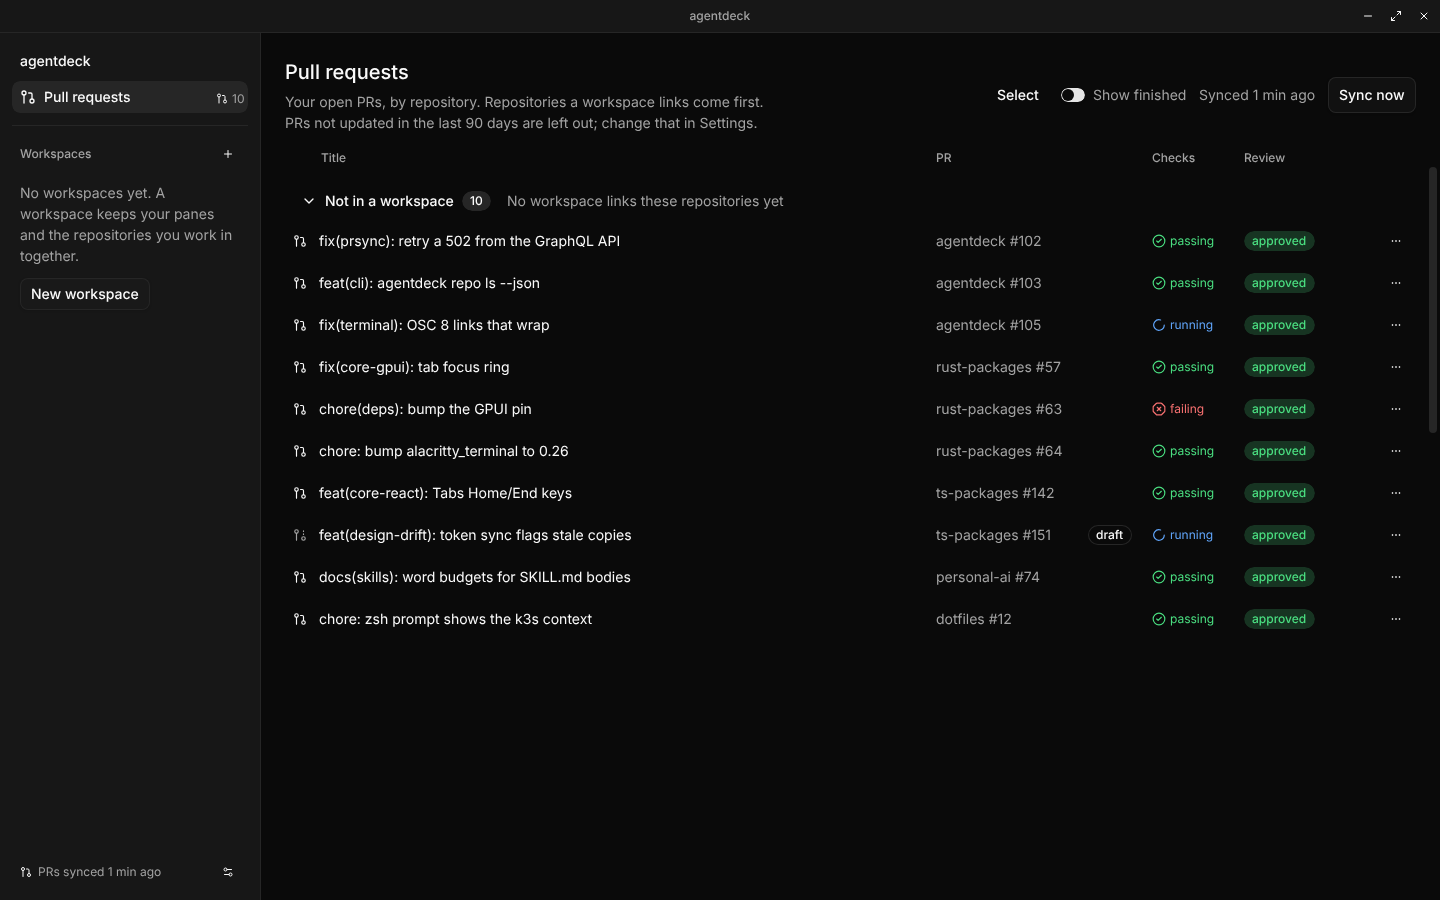 agentdeck
agentdeck
Pull requests 10
Workspaces
No workspaces yet. A
workspace keeps your panes
and the repositories you work in
together.
New workspace
PRs synced 1 min ago
Pull requests
Your open PRs, by repository. Repositories a workspace links come first.
PRs not updated in the last 90 days are left out; change that in Settings.
Select Show finished Synced 1 min ago Sync now
Title PR Checks Review
Not in a workspace 10 No workspace links these repositories yet
fix(prsync): retry a 502 from the GraphQL API agentdeck #102 passing approved
feat(cli): agentdeck repo ls --json agentdeck #103 passing approved
fix(terminal): OSC 8 links that wrap agentdeck #105 running approved
fix(core-gpui): tab focus ring rust-packages #57 passing approved
chore(deps): bump the GPUI pin rust-packages #63 failing approved
chore: bump alacritty_terminal to 0.26 rust-packages #64 passing approved
feat(core-react): Tabs Home/End keys ts-packages #142 passing approved
feat(design-drift): token sync flags stale copies ts-packages #151 draft running approved
docs(skills): word budgets for SKILL.md bodies personal-ai #74 passing approved
chore: zsh prompt shows the k3s context dotfiles #12 passing approved